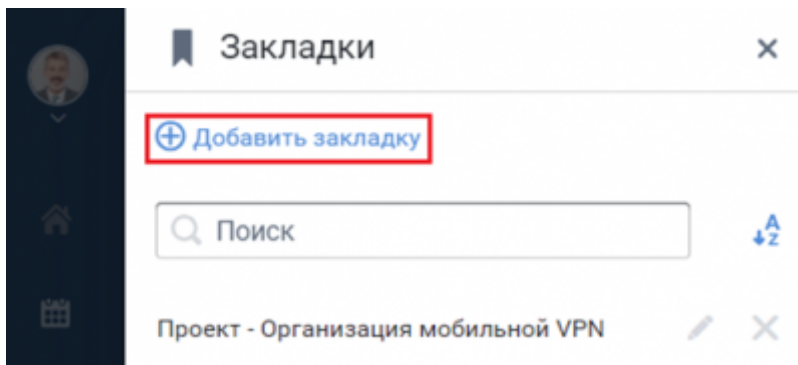 Закладки
Добавить закладку
Поиск
A
Z
Проект - Организация мобильной VPN